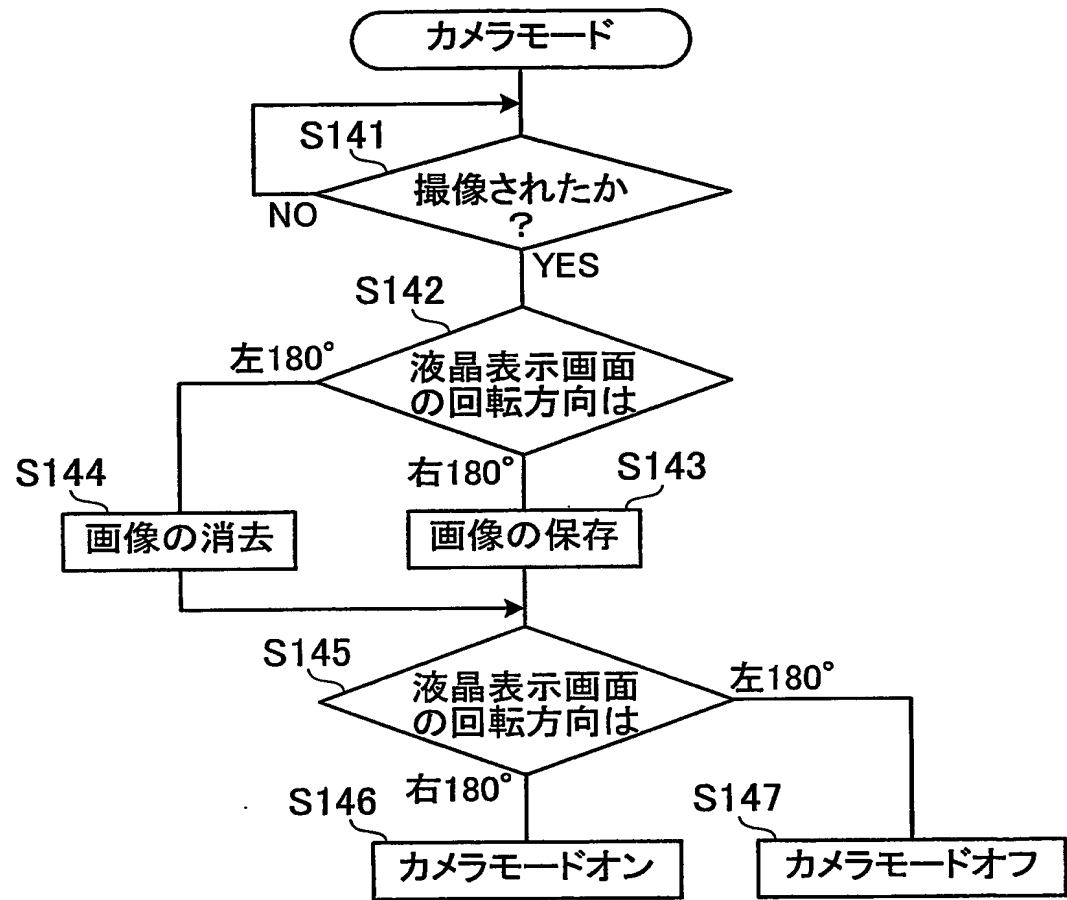 カメラモード
S141
撮像されたか
?
NO
YES
S142
左180°
液晶表示画面
の回転方向は
右180°
S144
S143
画像の消去
画像の保存
S145
液晶表示画面
の回転方向は
左180°
右180°
S146
S147
カメラモードオン
カメラモードオフ